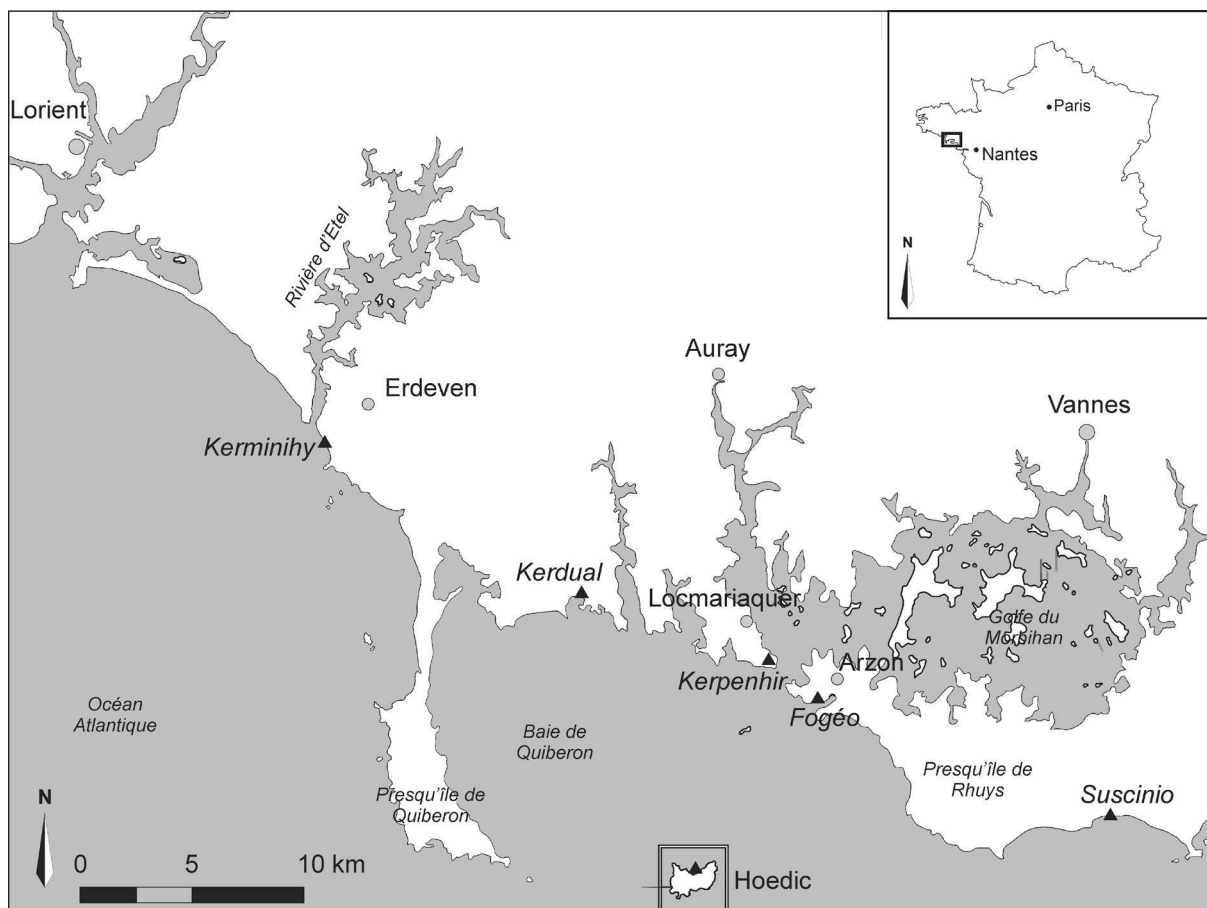 Lorient
Rivière d'Etel
Erdeven
Kerminihy
Auray
Vannes
Kerdual
Locmariaquer
Golfe du
Morbihan
Kerpenhir
Arzon
Fogéo
Océan
Atlantique
Baie de
Quiberon
Presqu'île de
Quiberon
Presqu'île de
Rhuys
Suscinio
Hoedic
N
0 5 10 km
Paris
Nantes
N